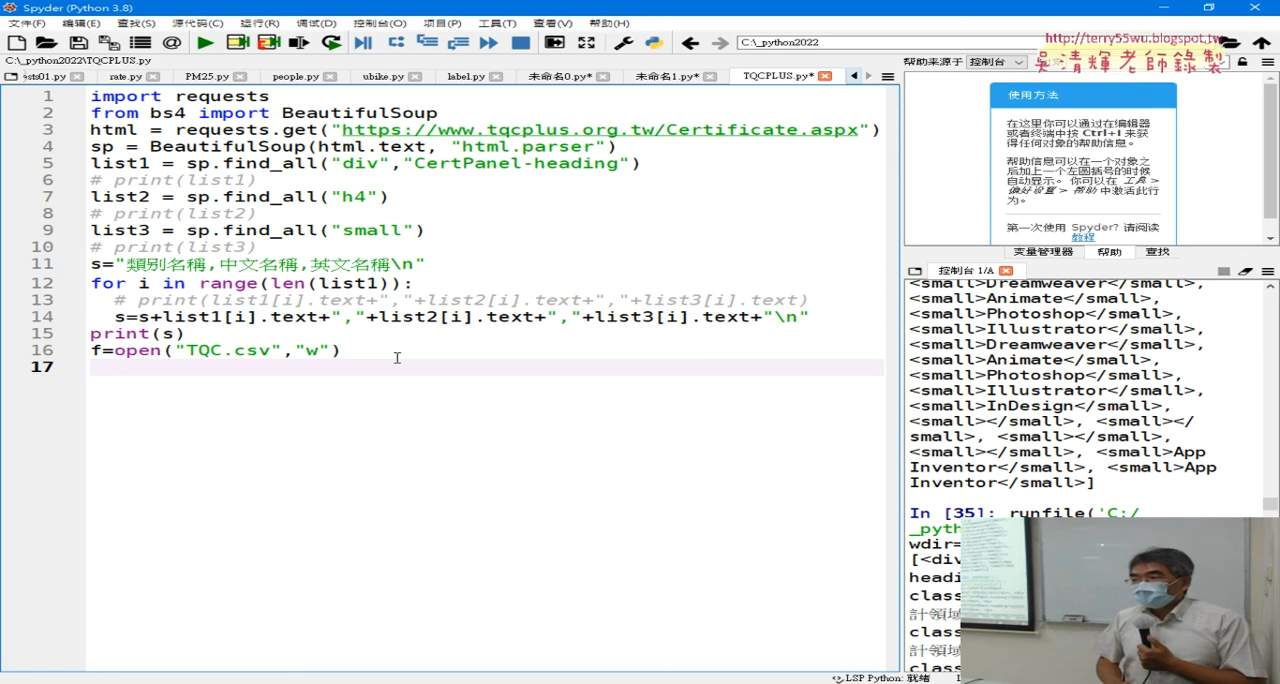 Spyder (Python 3.8)
文件(F) 编辑(E) 查找(S) 源代码(C) 运行(R) 调试(D) 控制台(O) 项目(P) 工具(T) 查看(V) 帮助(H)
C:\_python2022
http://terry55wu.blogspot.tw
吳清輝老師錄製
C:\_python2022\TQCPLUS.py
sts01.py rate.py PM25.py people.py ubike.py label.py 未命名0.py* 未命名1.py* TQCPLUS.py*
帮助来源于 控制台
1 import requests
2 from bs4 import BeautifulSoup
3 html = requests.get("https://www.tqcplus.org.tw/Certificate.aspx")
4 sp = BeautifulSoup(html.text, "html.parser")
5 list1 = sp.find_all("div","CertPanel-heading")
6 # print(list1)
7 list2 = sp.find_all("h4")
8 # print(list2)
9 list3 = sp.find_all("small")
10 # print(list3)
11 s="類別名稱,中文名稱,英文名稱\n"
12 for i in range(len(list1)):
13 # print(list1[i].text+","+list2[i].text+","+list3[i].text)
14 s=s+list1[i].text+","+list2[i].text+","+list3[i].text+"\n"
15 print(s)
16 f=open("TQC.csv","w")
17
使用方法
在这里你可以通过在编辑器
或者终端中按 Ctrl+I 来获
得任何对象的帮助信息。
帮助信息可以在一个对象之
后加上一个左圆括号的时候
自动显示。 你可以在 工具 >
偏好设置 > 帮助 中激活此行
为。
第一次使用 Spyder? 请阅读
教程
变量管理器 帮助 查找
控制台 1/A
<small>Dreamweaver</small>,
<small>Animate</small>,
<small>Photoshop</small>,
<small>Illustrator</small>,
<small>Dreamweaver</small>,
<small>Animate</small>,
<small>Photoshop</small>,
<small>Illustrator</small>,
<small>InDesign</small>,
<small></small>, <small></
small>, <small></small>,
<small></small>, <small>App
Inventor</small>, <small>App
Inventor</small>]
In [35]: runfile('C:/
_pyth
wdir=
[<div
headi
class
計領域
class
計領域
class
LSP Python: 就绪